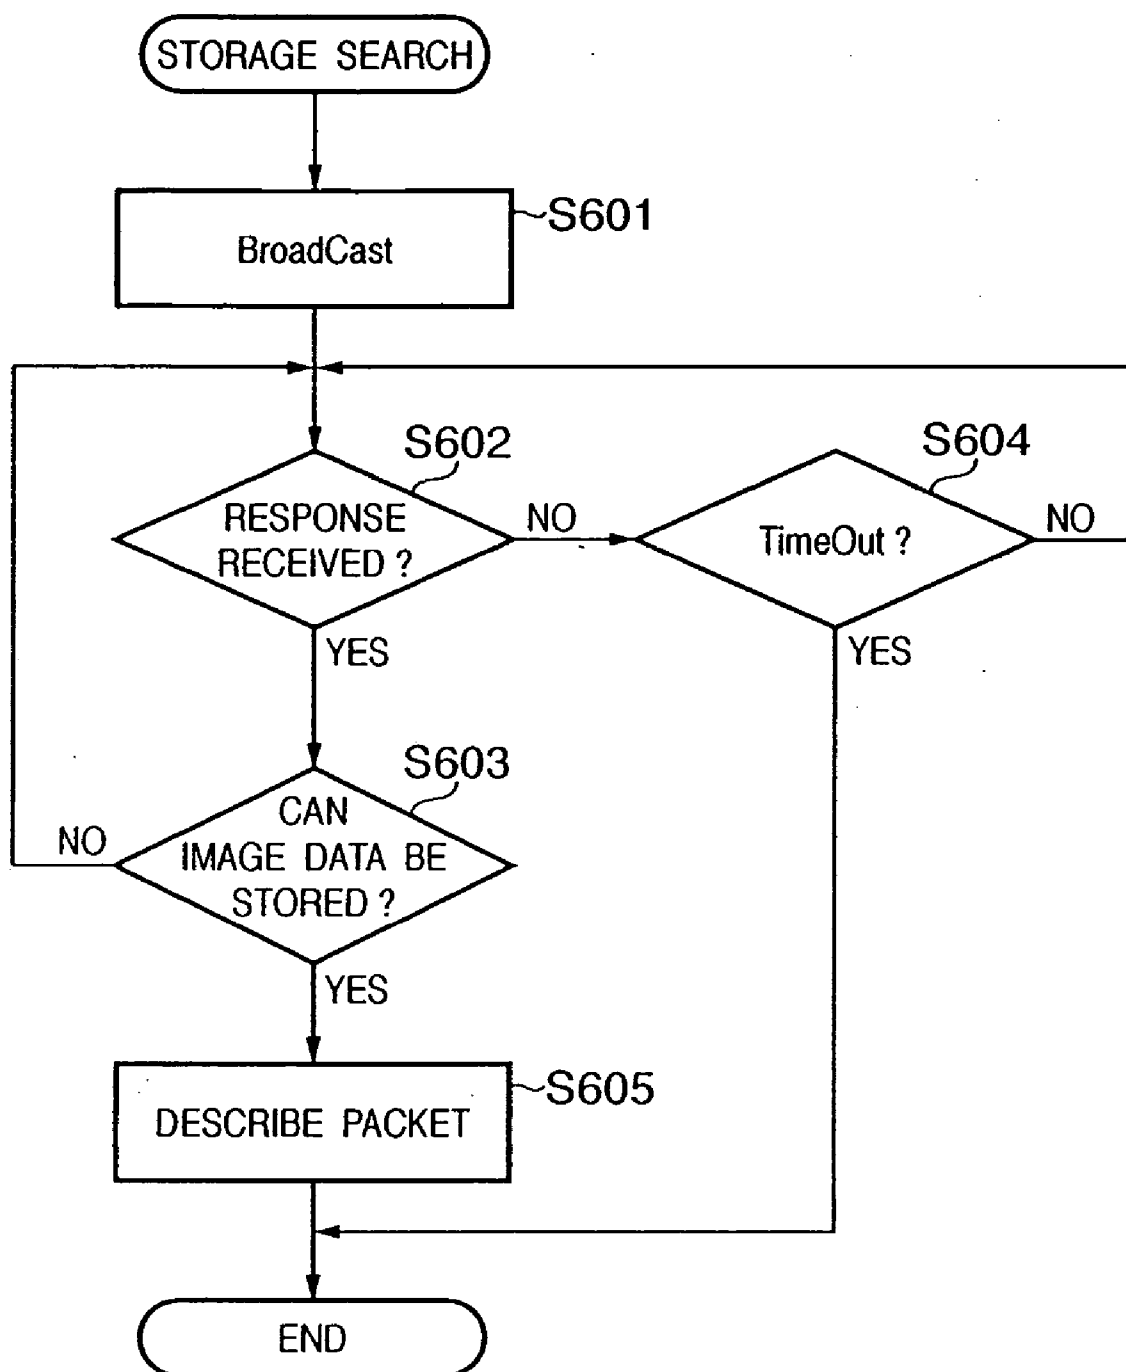 STORAGE SEARCH
S601
BroadCast
S602
RESPONSE
RECEIVED ?
NO
YES
S604
TimeOut ?
NO
YES
S603
CAN
IMAGE DATA BE
STORED ?
NO
YES
S605
DESCRIBE PACKET
END